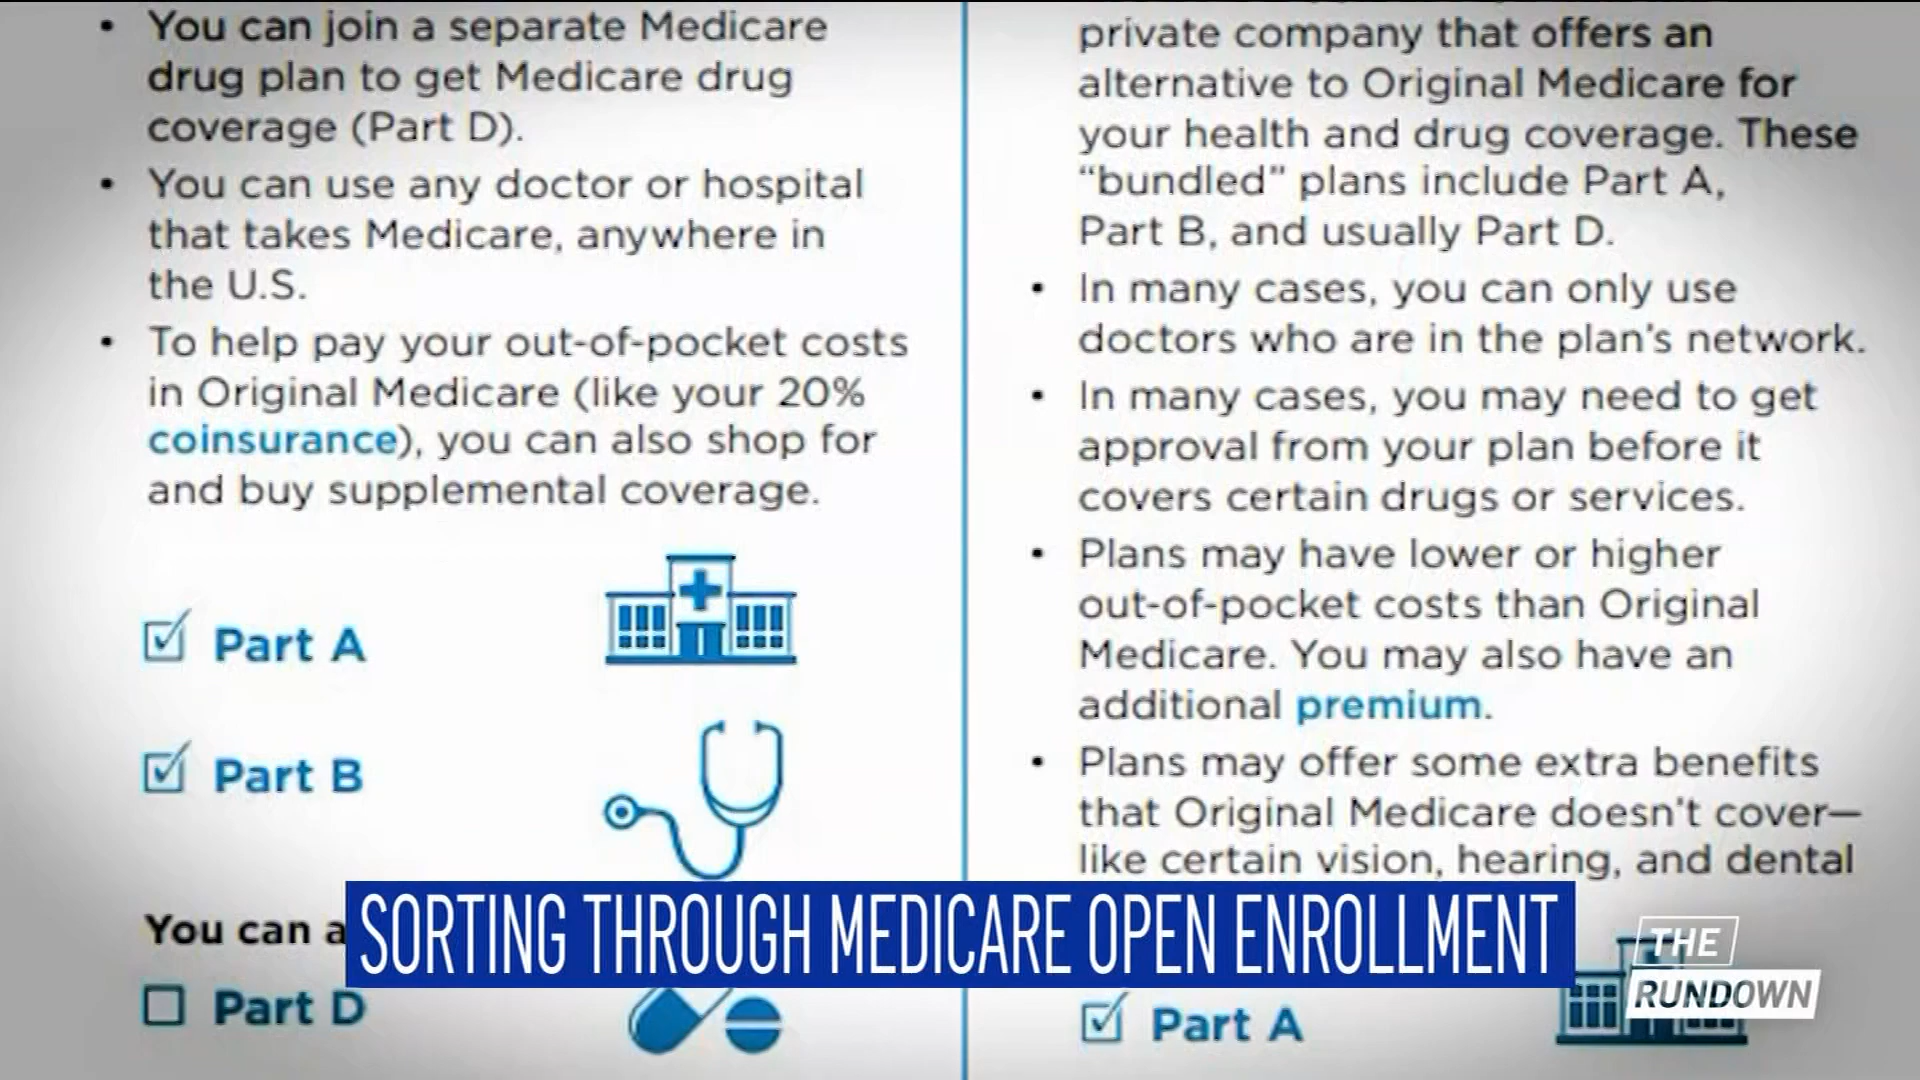 • You can join a separate Medicare
drug plan to get Medicare drug
coverage (Part D).
• You can use any doctor or hospital
that takes Medicare, anywhere in
the U.S.
• To help pay your out-of-pocket costs
in Original Medicare (like your 20%
coinsurance), you can also shop for
and buy supplemental coverage.
Part A
Part B
You can a
Part D
private company that offers an
alternative to Original Medicare for
your health and drug coverage. These
“bundled” plans include Part A,
Part B, and usually Part D.
• In many cases, you can only use
doctors who are in the plan’s network.
• In many cases, you may need to get
approval from your plan before it
covers certain drugs or services.
• Plans may have lower or higher
out-of-pocket costs than Original
Medicare. You may also have an
additional premium.
• Plans may offer some extra benefits
that Original Medicare doesn’t cover—
like certain vision, hearing, and dental
Part A
SORTING THROUGH MEDICARE OPEN ENROLLMENT
THE
RUNDOWN